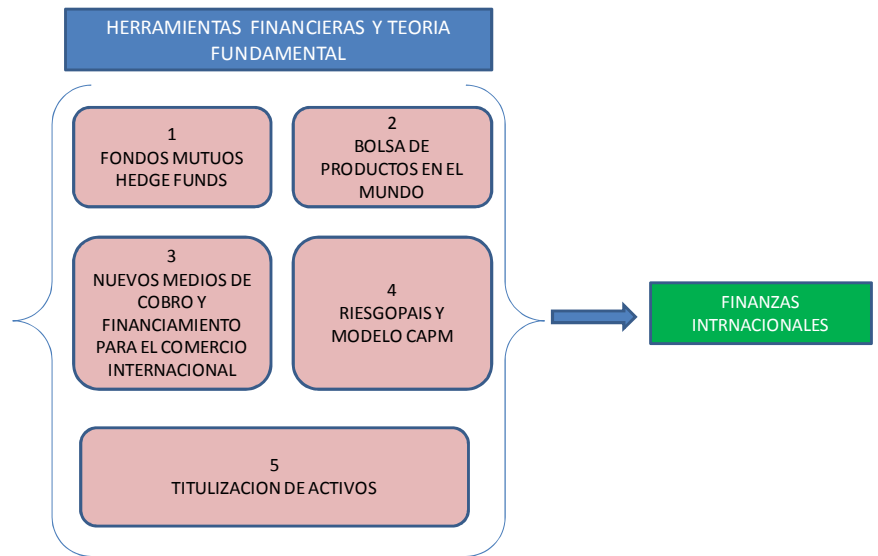 HERRAMIENTAS FINANCIERAS Y TEORIA
FUNDAMENTAL
1
FONDOS MUTUOS
HEDGE FUNDS
2
BOLSA DE
PRODUCTOS EN EL
MUNDO
3
NUEVOS MEDIOS DE
COBRO Y
FINANCIAMIENTO
PARA EL COMERCIO
INTERNACIONAL
4
RIESGOPAIS Y
MODELO CAPM
5
TITULIZACION DE ACTIVOS
FINANZAS
INTRNACIONALES